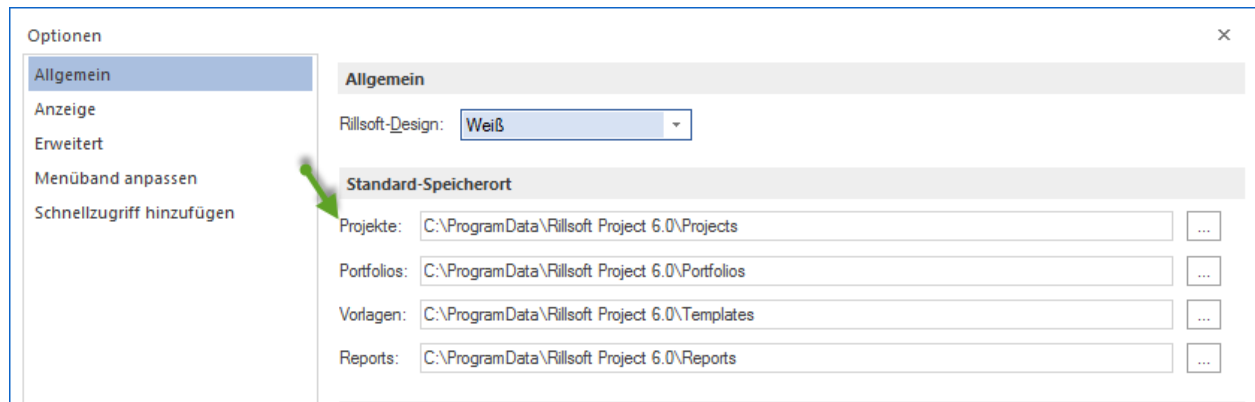 Optionen
Allgemein
Anzeige
Erweitert
Menüband anpassen
Schnellzugriff hinzufügen
Allgemein
Rillsoft-Design: Weiß
Standard-Speicherort
Projekte: C:\ProgramData\Rillsoft Project 6.0\Projects ...
Portfolios: C:\ProgramData\Rillsoft Project 6.0\Portfolios ...
Vorlagen: C:\ProgramData\Rillsoft Project 6.0\Templates ...
Reports: C:\ProgramData\Rillsoft Project 6.0\Reports ...